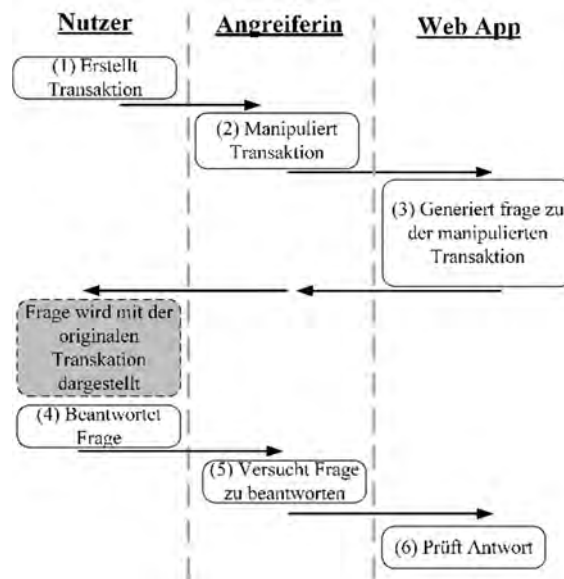 Nutzer
Angreiferin
Web App
(1) Erstellt
Transaktion
(2) Manipuliert
Transaktion
(3) Generiert frage zu
der manipulierten
Transaktion
Frage wird mit der
originalen
Transkation
dargestellt
(4) Beantwortet
Frage
(5) Versucht Frage
zu beantworten
(6) Prüft Antwort